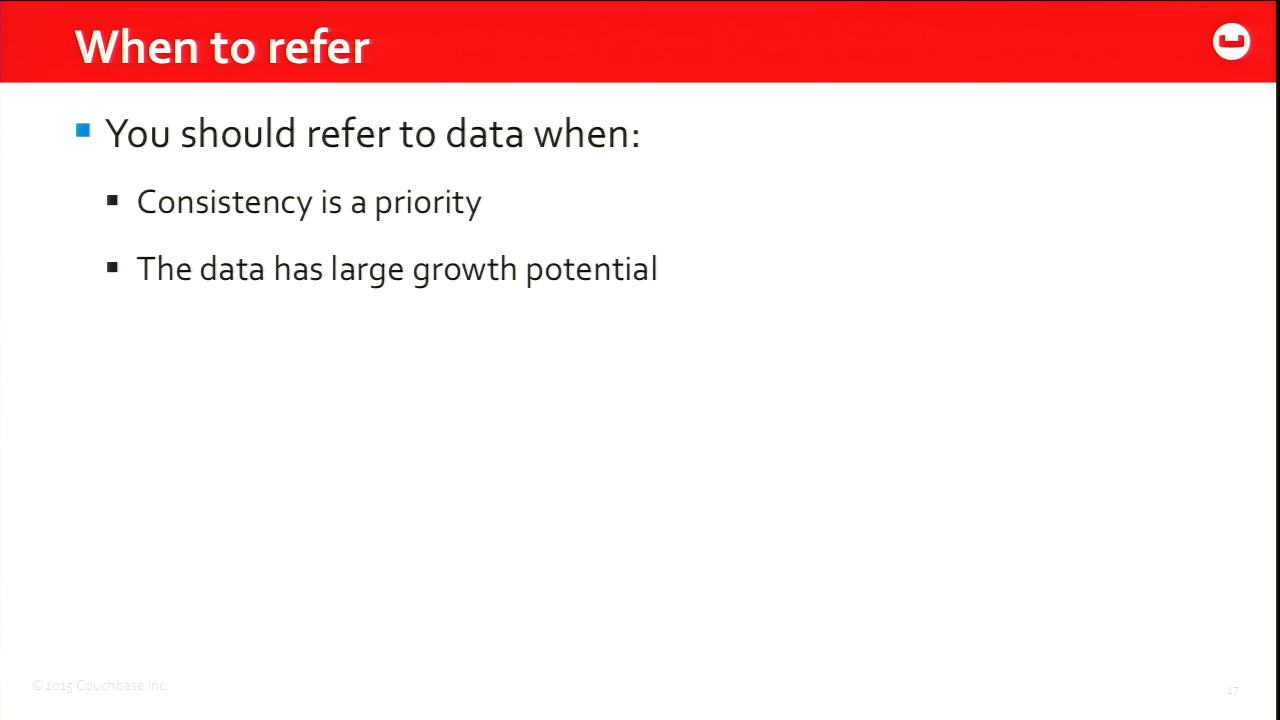 When to refer
You should refer to data when:
Consistency is a priority
The data has large growth potential
©2015 Couchbase Inc.
17